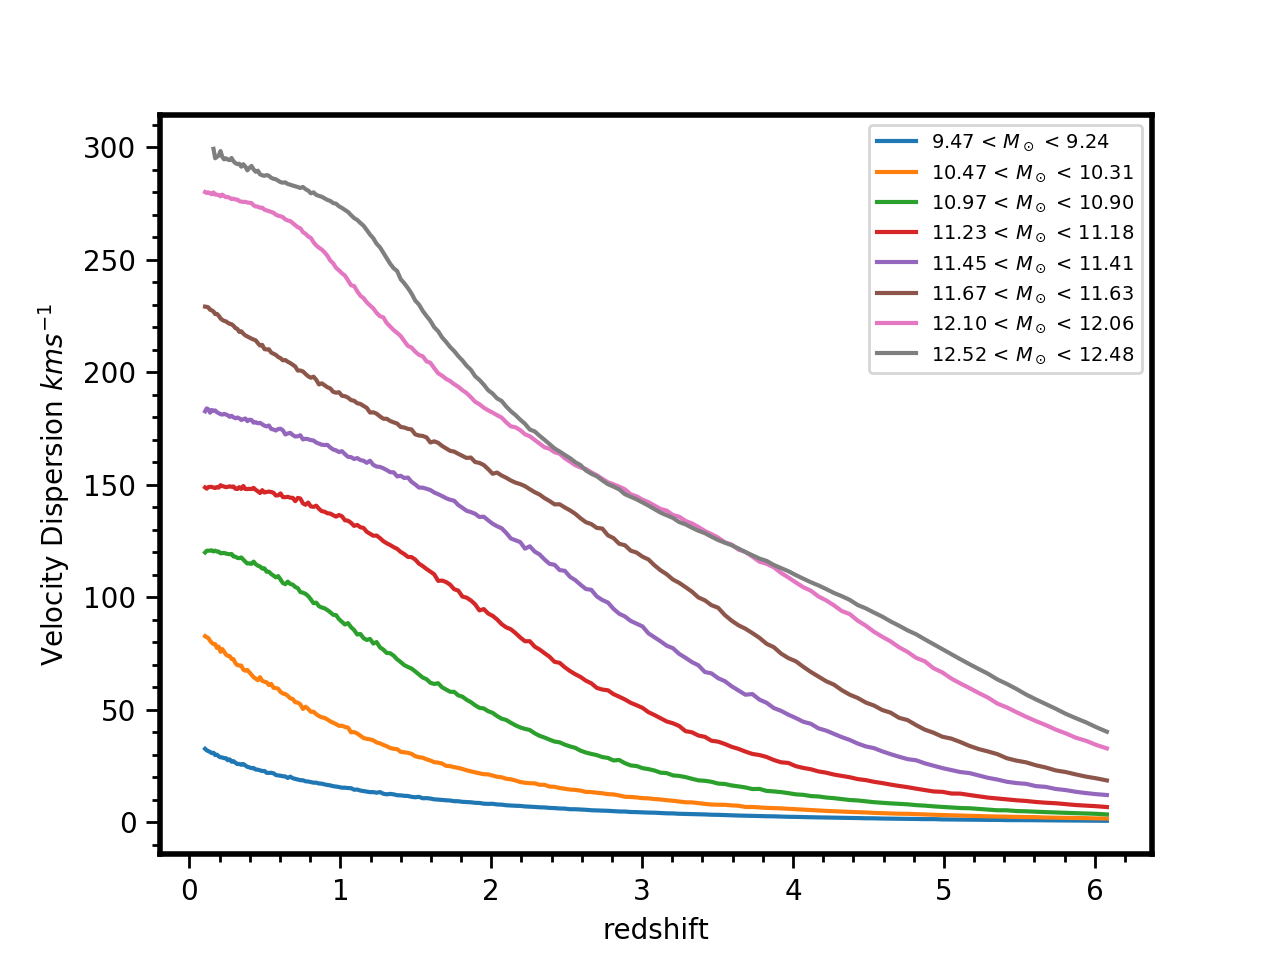 300
250
200
150
100
50
0
Velocity Dispersion kms⁻¹
9.47 < M⊙ < 9.24
10.47 < M⊙ < 10.31
10.97 < M⊙ < 10.90
11.23 < M⊙ < 11.18
11.45 < M⊙ < 11.41
11.67 < M⊙ < 11.63
12.10 < M⊙ < 12.06
12.52 < M⊙ < 12.48
0 1 2 3 4 5 6
redshift